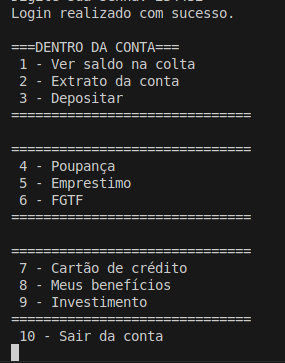 Login realizado com sucesso.
===DENTRO DA CONTA===
1 - Ver saldo na colta
2 - Extrato da conta
3 - Depositar
==============================
==============================
4 - Poupança
5 - Emprestimo
6 - FGTF
==============================
==============================
7 - Cartão de crédito
8 - Meus benefícios
9 - Investimento
==============================
10 - Sair da conta